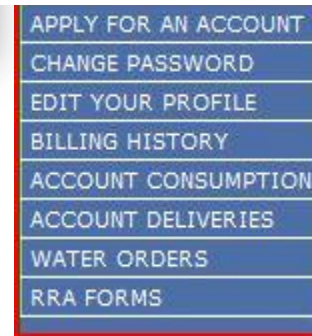 APPLY FOR AN ACCOUNT
CHANGE PASSWORD
EDIT YOUR PROFILE
BILLING HISTORY
ACCOUNT CONSUMPTION
ACCOUNT DELIVERIES
WATER ORDERS
RRA FORMS